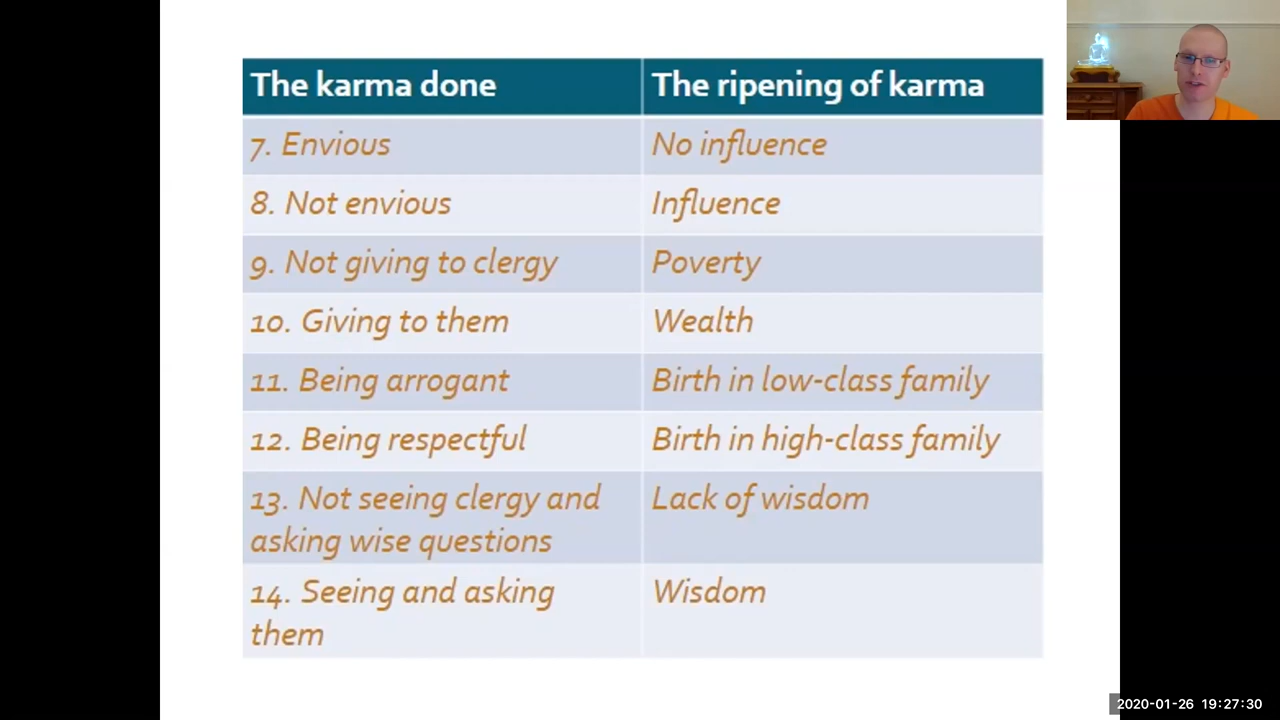 The karma done
The ripening of karma
7. Envious
No influence
8. Not envious
Influence
9. Not giving to clergy
Poverty
10. Giving to them
Wealth
11. Being arrogant
Birth in low-class family
12. Being respectful
Birth in high-class family
13. Not seeing clergy and
asking wise questions
Lack of wisdom
14. Seeing and asking
them
Wisdom
2020-01-26 19:27:30